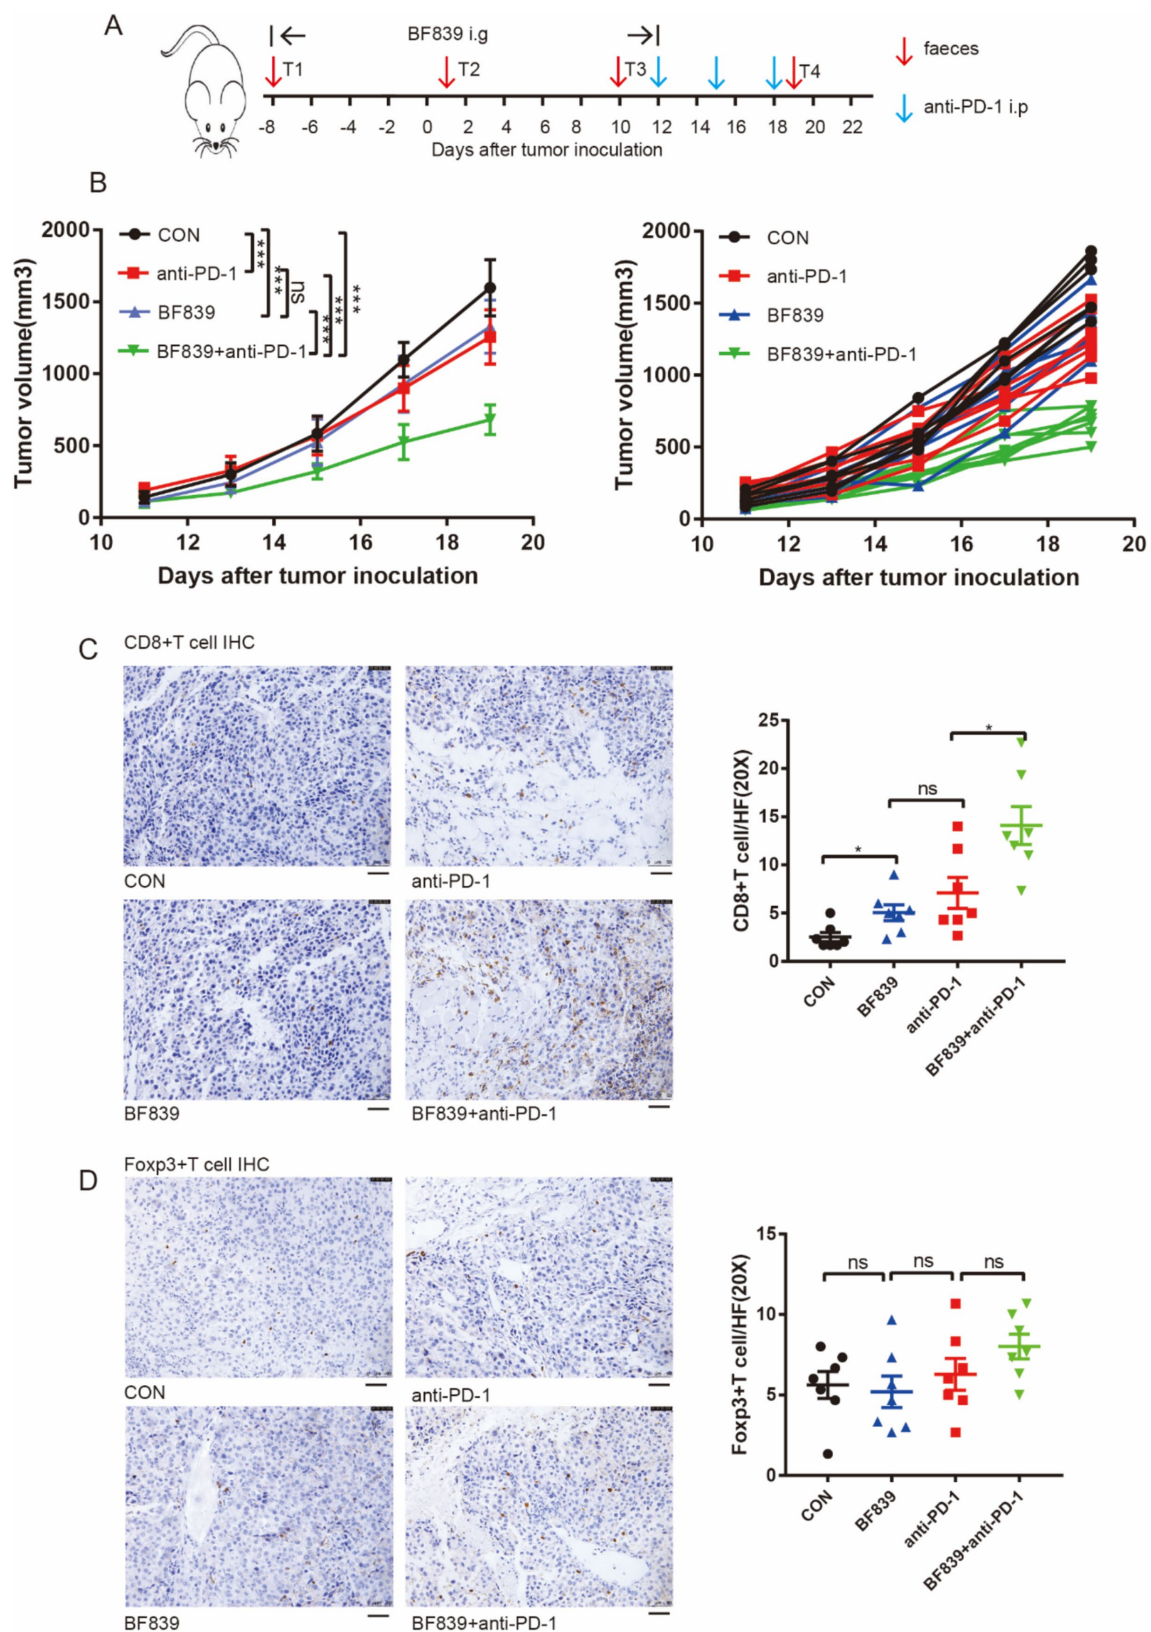 A
BF839 i.g
T1
T2
T3
T4
faeces
anti-PD-1 i.p
-8 -6 -4 -2 0 2 4 6 8 10 12 14 16 18 20 22
Days after tumor inoculation
B
2000
1500
1000
500
0
10 12 14 16 18 20
Tumor volume(mm3)
Days after tumor inoculation
CON
anti-PD-1
BF839
BF839+anti-PD-1
***
***
ns
***
***
***
2000
1500
1000
500
0
10 12 14 16 18 20
Tumor volume(mm3)
Days after tumor inoculation
CON
anti-PD-1
BF839
BF839+anti-PD-1
C
CD8+T cell IHC
CON
anti-PD-1
BF839
BF839+anti-PD-1
25
20
15
10
5
0
CD8+T cell/HF(20X)
*
ns
*
CON
BF839
anti-PD-1
BF839+anti-PD-1
D
Foxp3+T cell IHC
CON
anti-PD-1
BF839
BF839+anti-PD-1
15
10
5
0
Foxp3+T cell/HF(20X)
ns
ns
ns
CON
BF839
anti-PD-1
BF839+anti-PD-1